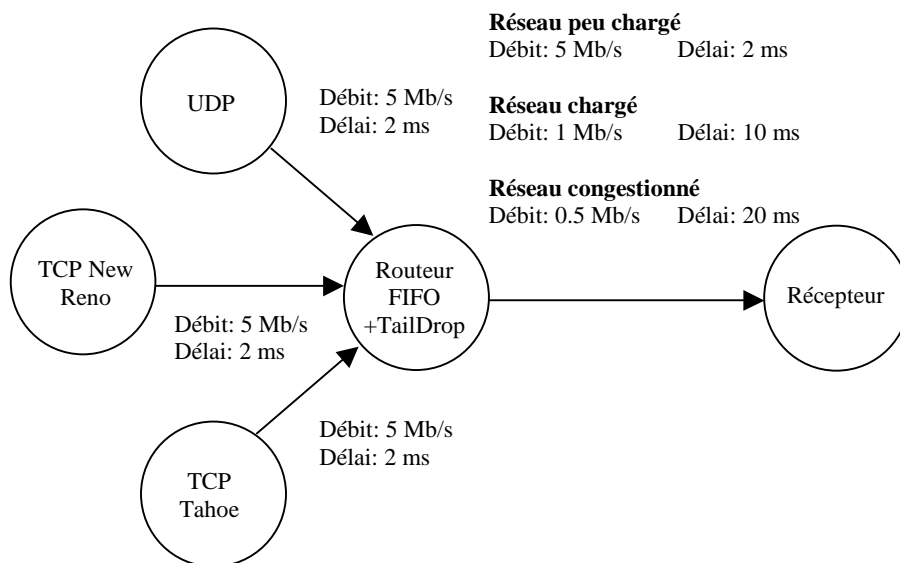 Réseau peu chargé
Débit: 5 Mb/s Délai: 2 ms
Réseau chargé
Débit: 1 Mb/s Délai: 10 ms
Réseau congestionné
Débit: 0.5 Mb/s Délai: 20 ms
UDP
Débit: 5 Mb/s
Délai: 2 ms
TCP New
Reno
Débit: 5 Mb/s
Délai: 2 ms
Routeur
FIFO
+TailDrop
Récepteur
Débit: 5 Mb/s
Délai: 2 ms
TCP
Tahoe